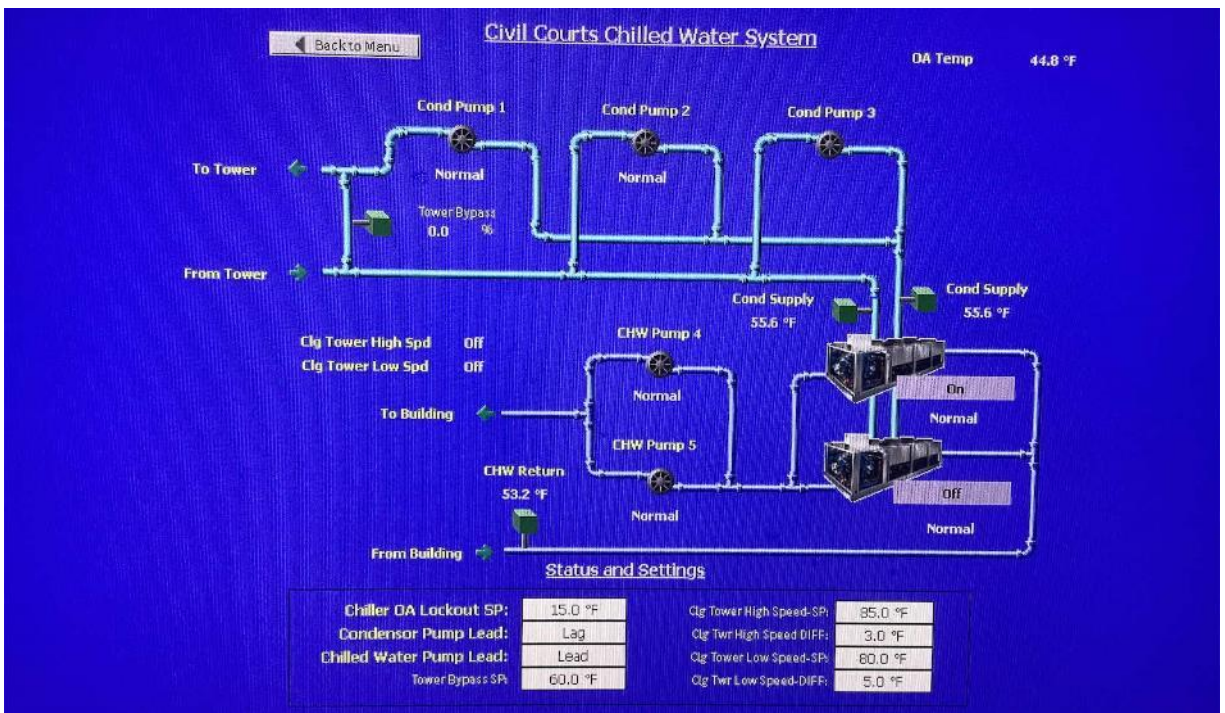 Civil Courts Chilled Water System
Back to Menu
OA Temp 44.8 °F
Cond Pump 1
Cond Pump 2
Cond Pump 3
To Tower
Normal
Normal
Tower Bypass
0.0 %
From Tower
Cond Supply
55.6 °F
Cond Supply
55.6 °F
Clg Tower High Spd Off
Clg Tower Low Spd Off
CHW Pump 4
Normal
On
Normal
To Building
CHW Pump 5
Normal
CHW Return
53.2 °F
Off
Normal
From Building
Status and Settings
Chiller OA Lockout SP: 15.0 °F
Condensor Pump Lead: Lag
Chilled Water Pump Lead: Lead
Tower Bypass SP: 60.0 °F
Clg Tower High Speed-SP: 85.0 °F
Clg Twr High Speed DIFF: 3.0 °F
Clg Tower Low Speed-SP: 80.0 °F
Clg Twr Low Speed-DIFF: 5.0 °F